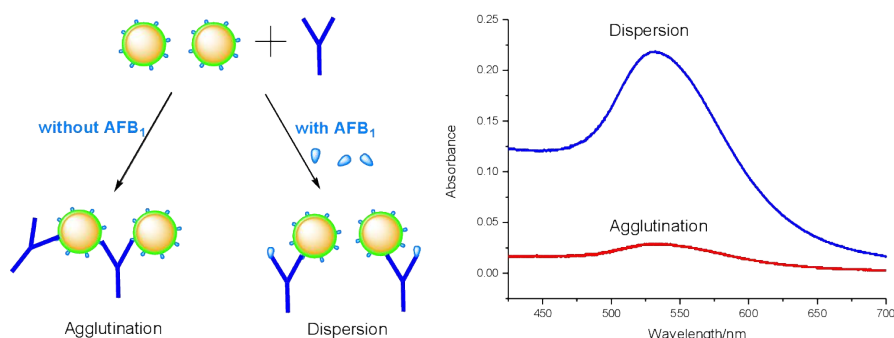 without AFB₁
with AFB₁
Agglutination
Dispersion
0.25
0.20
0.15
0.10
0.05
0.00
Absorbance
Dispersion
Agglutination
450 500 550 600 650 700
Wavelength/nm